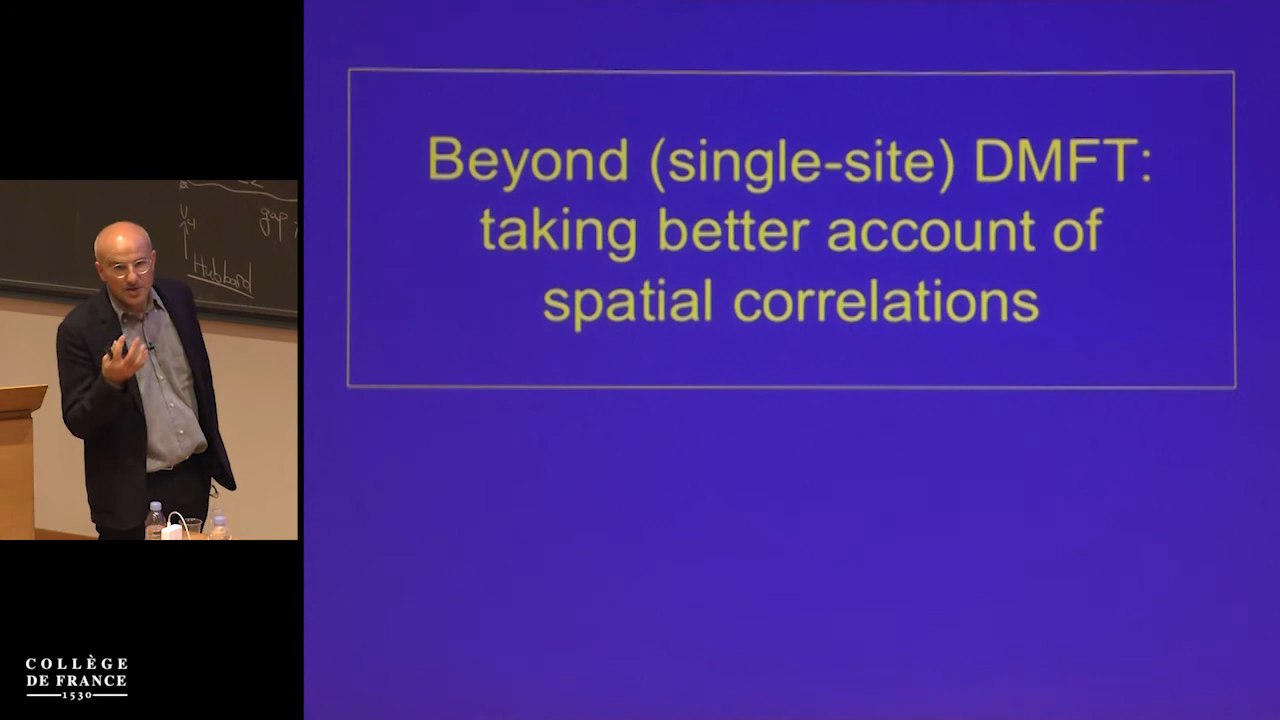 Beyond (single-site) DMFT:
taking better account of
spatial correlations
gap
U
Hubbard
COLLÈGE
DE FRANCE
1530